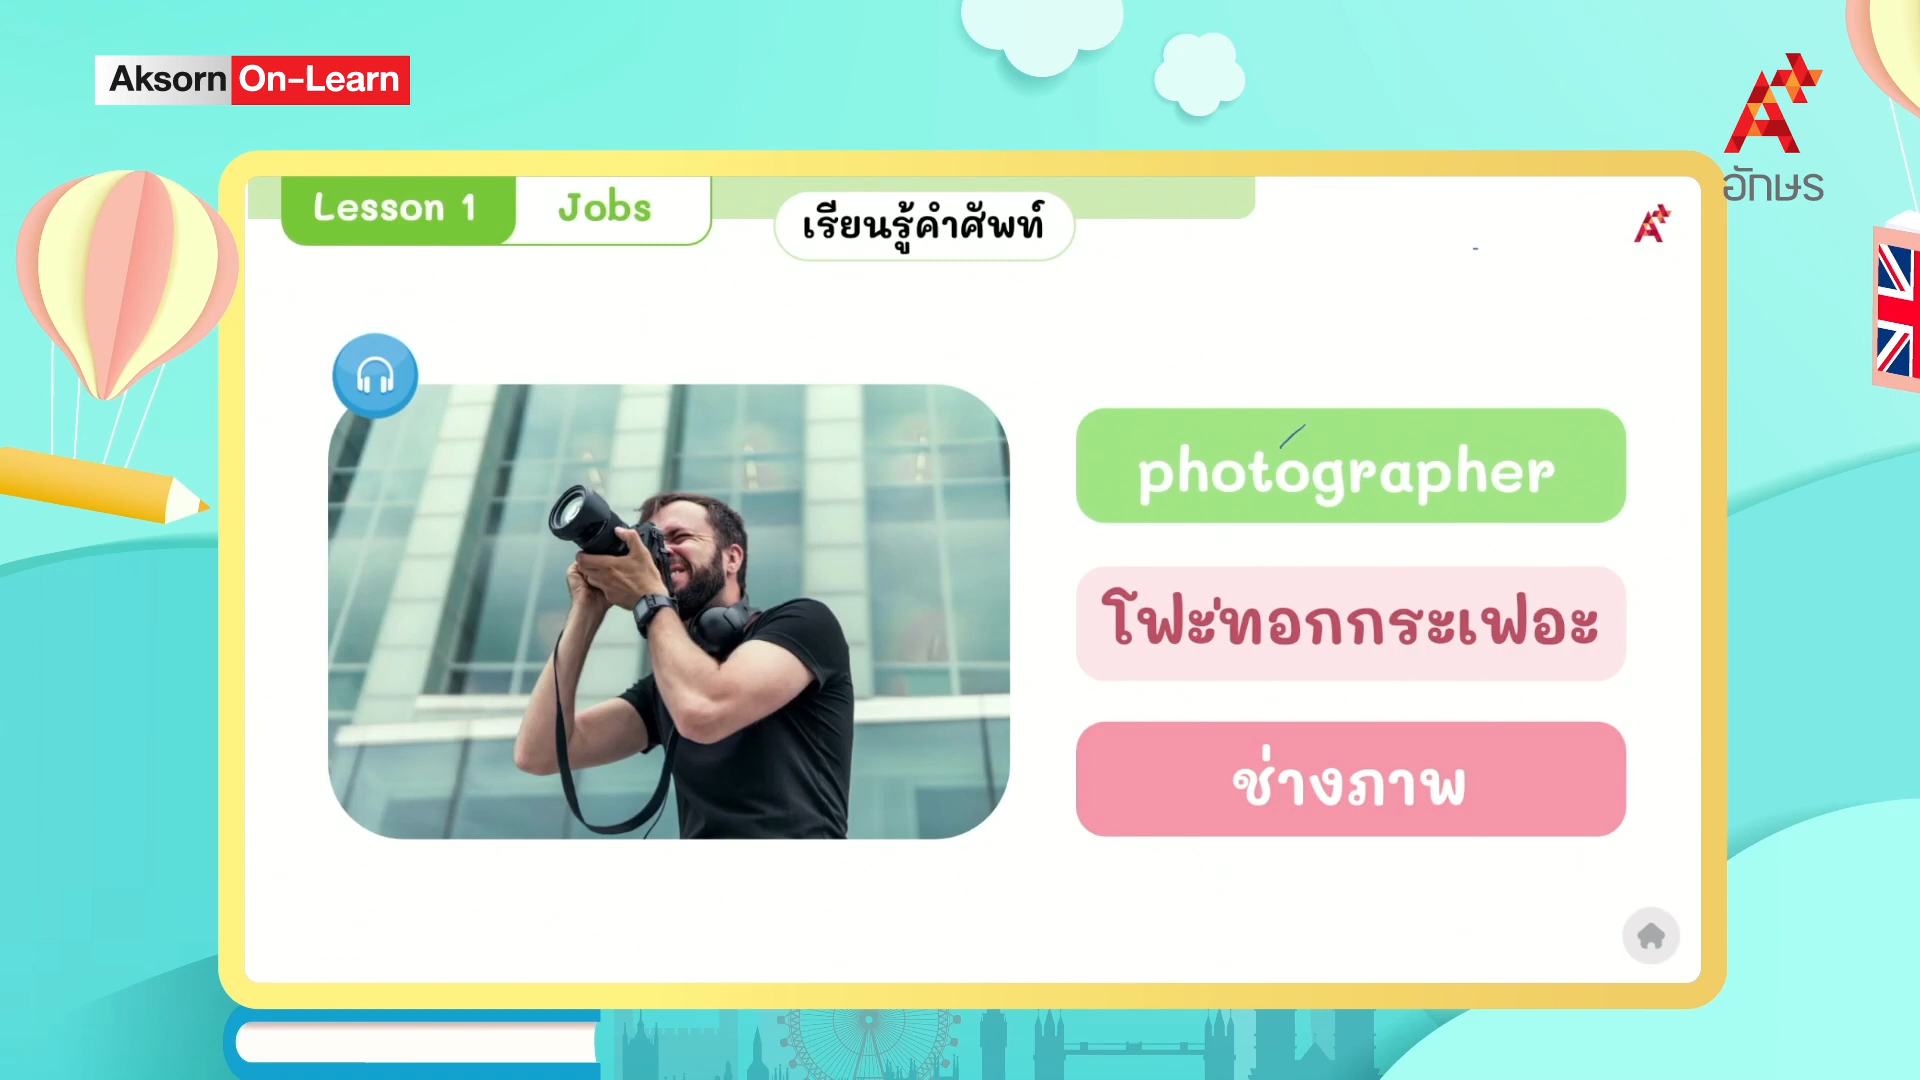 Aksorn On-Learn
อักษร
Lesson 1
Jobs
เรียนรู้คำศัพท์
photographer
โฟะ่ทอกกระเฟอะ
ช่างภาพ